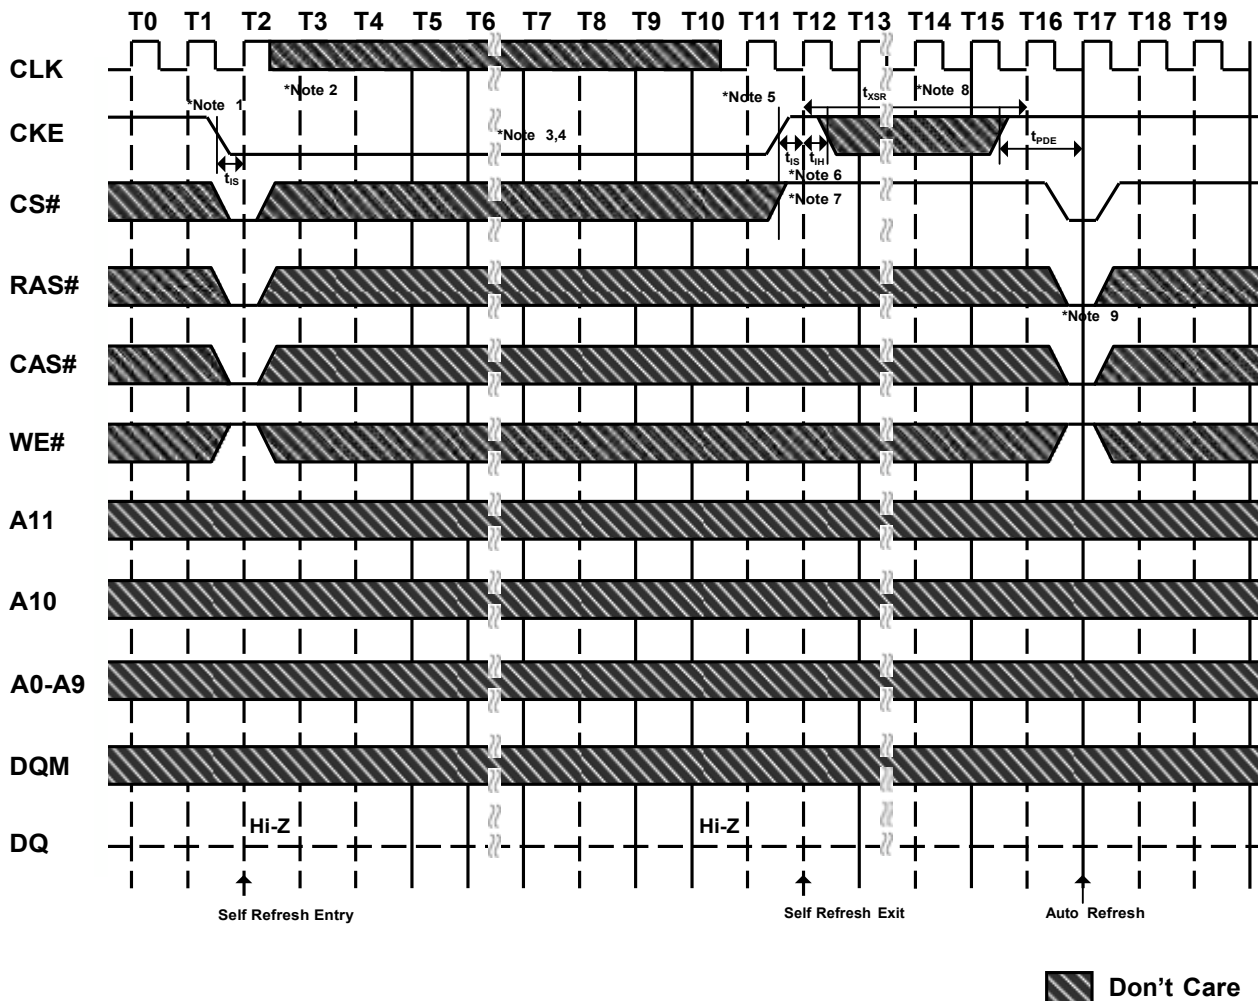 T0 T1 T2 T3 T4 T5 T6 T7 T8 T9 T10 T11 T12 T13 T14 T15 T16 T17 T18 T19
CLK
*Note 2
*Note 5
tXSR
*Note 8
*Note 1
CKE
*Note 3,4
tPDE
tIS
tIS
tIH
*Note 6
CS#
*Note 7
RAS#
*Note 9
CAS#
WE#
A11
A10
A0-A9
DQM
Hi-Z
Hi-Z
DQ
Self Refresh Entry
Self Refresh Exit
Auto Refresh
Don't Care